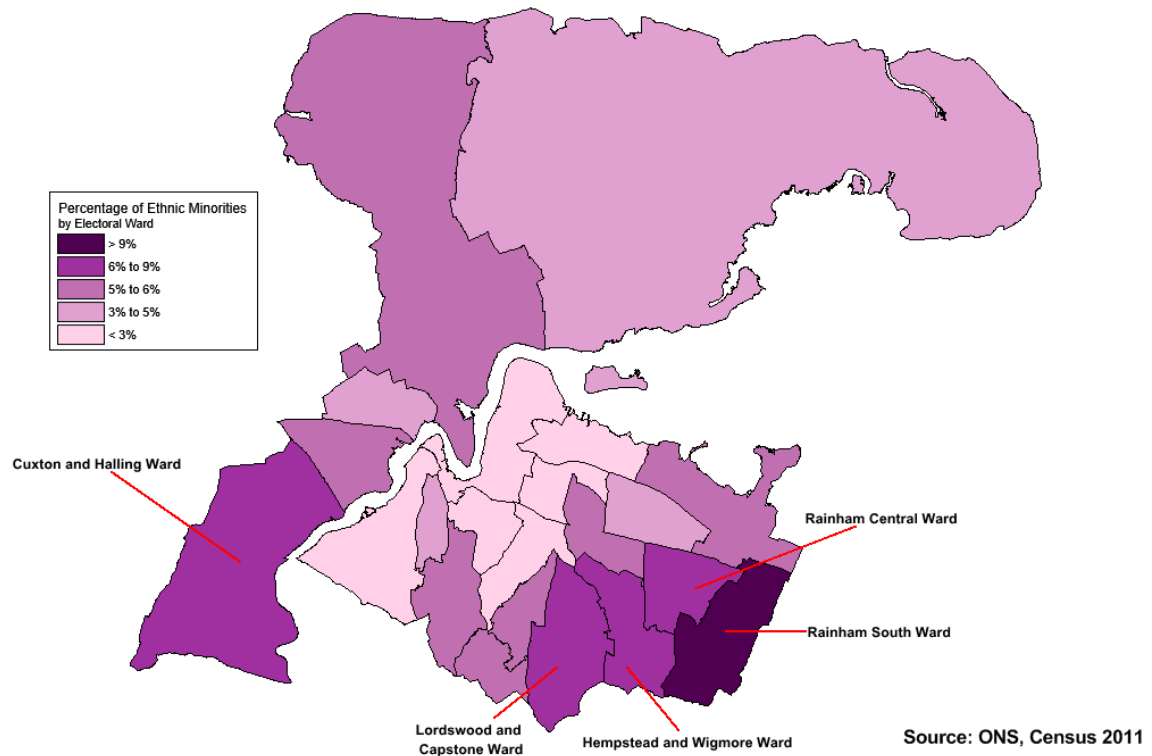 Percentage of Ethnic Minorities
by Electoral Ward
> 9%
6% to 9%
5% to 6%
3% to 5%
< 3%
Cuxton and Halling Ward
Rainham Central Ward
Rainham South Ward
Lordswood and
Capstone Ward
Hempstead and Wigmore Ward
Source: ONS, Census 2011